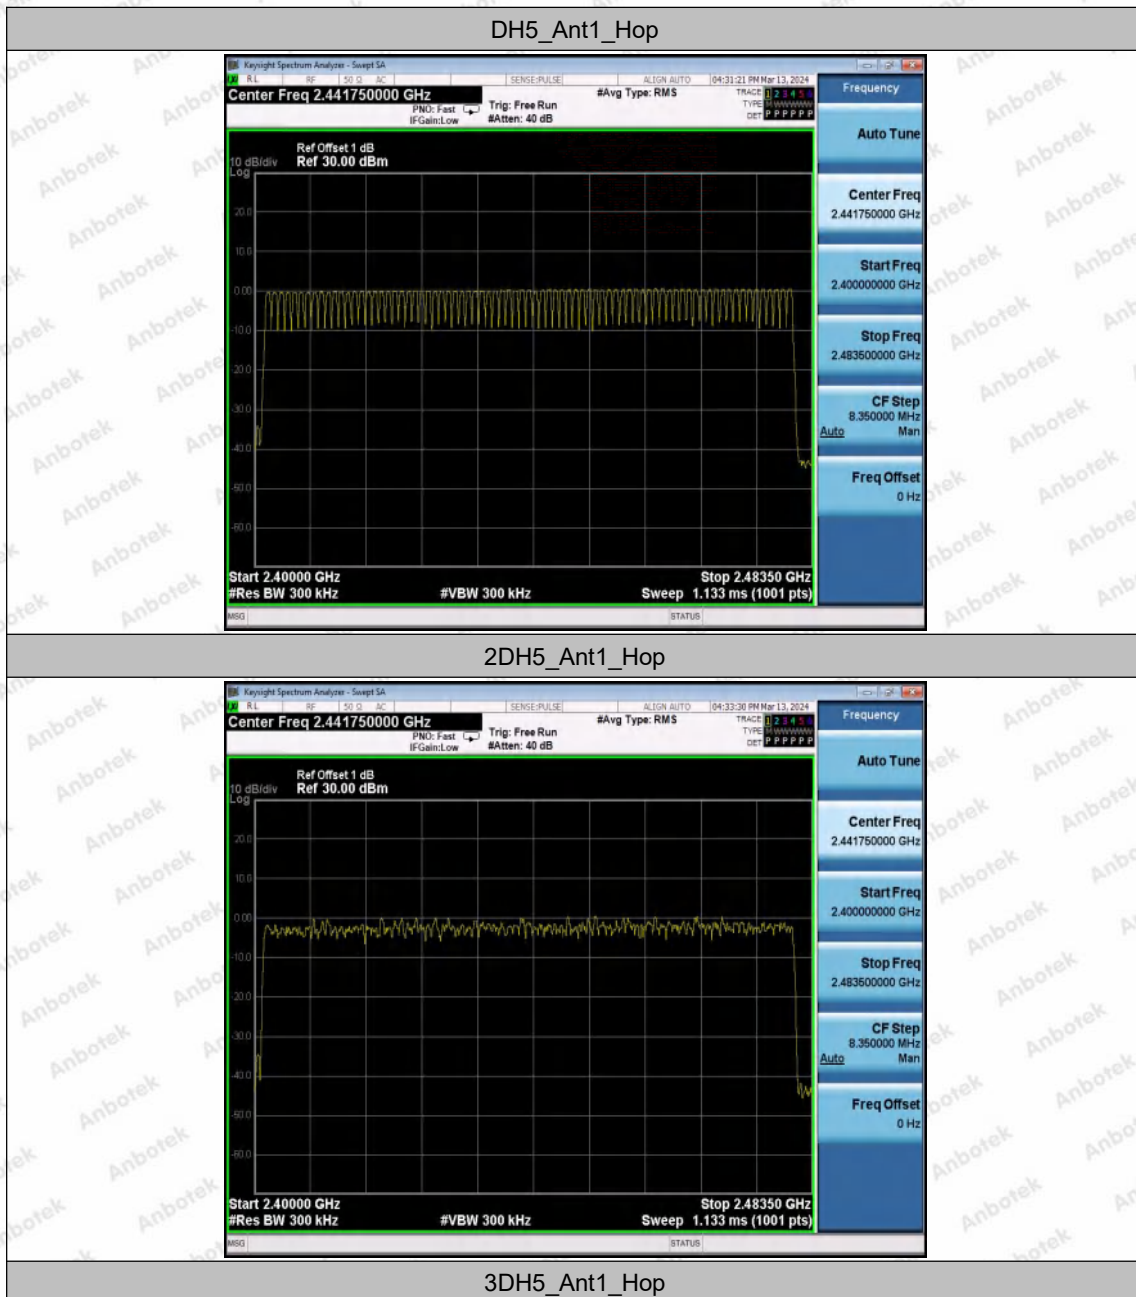 DH5_Ant1_Hop
Keysight Spectrum Analyzer - Swept SA
RL RF 50 Ω AC SENSE:PULSE ALIGN AUTO 04:31:21 PM Mar 13, 2024
Center Freq 2.441750000 GHz #Avg Type: RMS TRACE 1 2 3 4 5 6
PNO: Fast Trig: Free Run TYPE M WWWWW
IFGain:Low #Atten: 40 dB DET P P P P P P
Ref Offset 1 dB
10 dB/div Ref 30.00 dBm
Log
20.0
10.0
0.00
-10.0
-20.0
-30.0
-40.0
-50.0
-60.0
Start 2.40000 GHz Stop 2.48350 GHz
#Res BW 300 kHz #VBW 300 kHz Sweep 1.133 ms (1001 pts)
MSG STATUS
Frequency
Auto Tune
Center Freq
2.441750000 GHz
Start Freq
2.400000000 GHz
Stop Freq
2.483500000 GHz
CF Step
8.350000 MHz
Auto Man
Freq Offset
0 Hz
2DH5_Ant1_Hop
Keysight Spectrum Analyzer - Swept SA
RL RF 50 Ω AC SENSE:PULSE ALIGN AUTO 04:33:30 PM Mar 13, 2024
Center Freq 2.441750000 GHz #Avg Type: RMS TRACE 1 2 3 4 5 6
PNO: Fast Trig: Free Run TYPE M WWWWW
IFGain:Low #Atten: 40 dB DET P P P P P P
Ref Offset 1 dB
10 dB/div Ref 30.00 dBm
Log
20.0
10.0
0.00
-10.0
-20.0
-30.0
-40.0
-50.0
-60.0
Start 2.40000 GHz Stop 2.48350 GHz
#Res BW 300 kHz #VBW 300 kHz Sweep 1.133 ms (1001 pts)
MSG STATUS
Frequency
Auto Tune
Center Freq
2.441750000 GHz
Start Freq
2.400000000 GHz
Stop Freq
2.483500000 GHz
CF Step
8.350000 MHz
Auto Man
Freq Offset
0 Hz
3DH5_Ant1_Hop
Anbotek